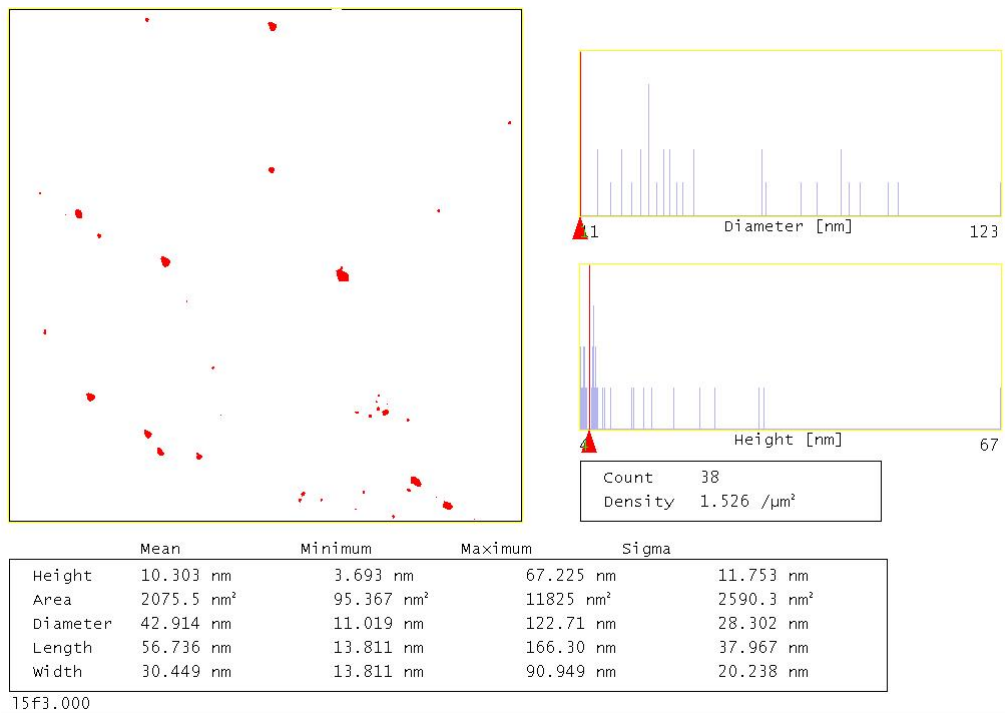 Diameter [nm]
11 123
Height [nm]
4 67
Count 38
Density 1.526 /µm²
Mean Minimum Maximum Sigma
Height 10.303 nm 3.693 nm 67.225 nm 11.753 nm
Area 2075.5 nm² 95.367 nm² 11825 nm² 2590.3 nm²
Diameter 42.914 nm 11.019 nm 122.71 nm 28.302 nm
Length 56.736 nm 13.811 nm 166.30 nm 37.967 nm
Width 30.449 nm 13.811 nm 90.949 nm 20.238 nm
15f3.000